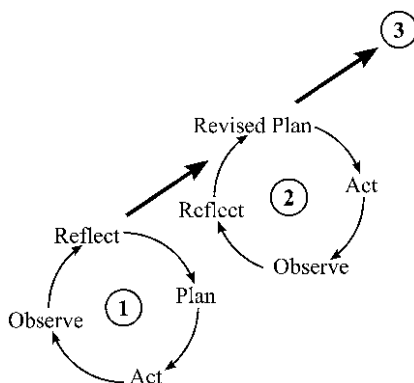 3
Revised Plan
Act
2
Reflect
Observe
Reflect
Plan
1
Observe
Act